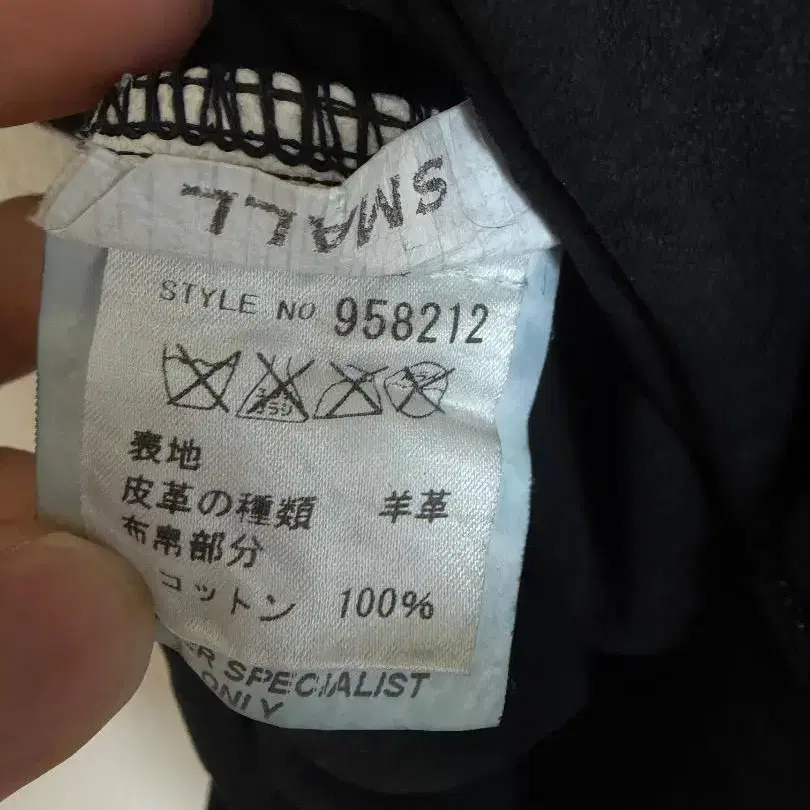 SMALL
STYLE NO 958212
表地
皮革の種類 羊革
布帛部分
コットン 100%
SPECIALIST
ONLY